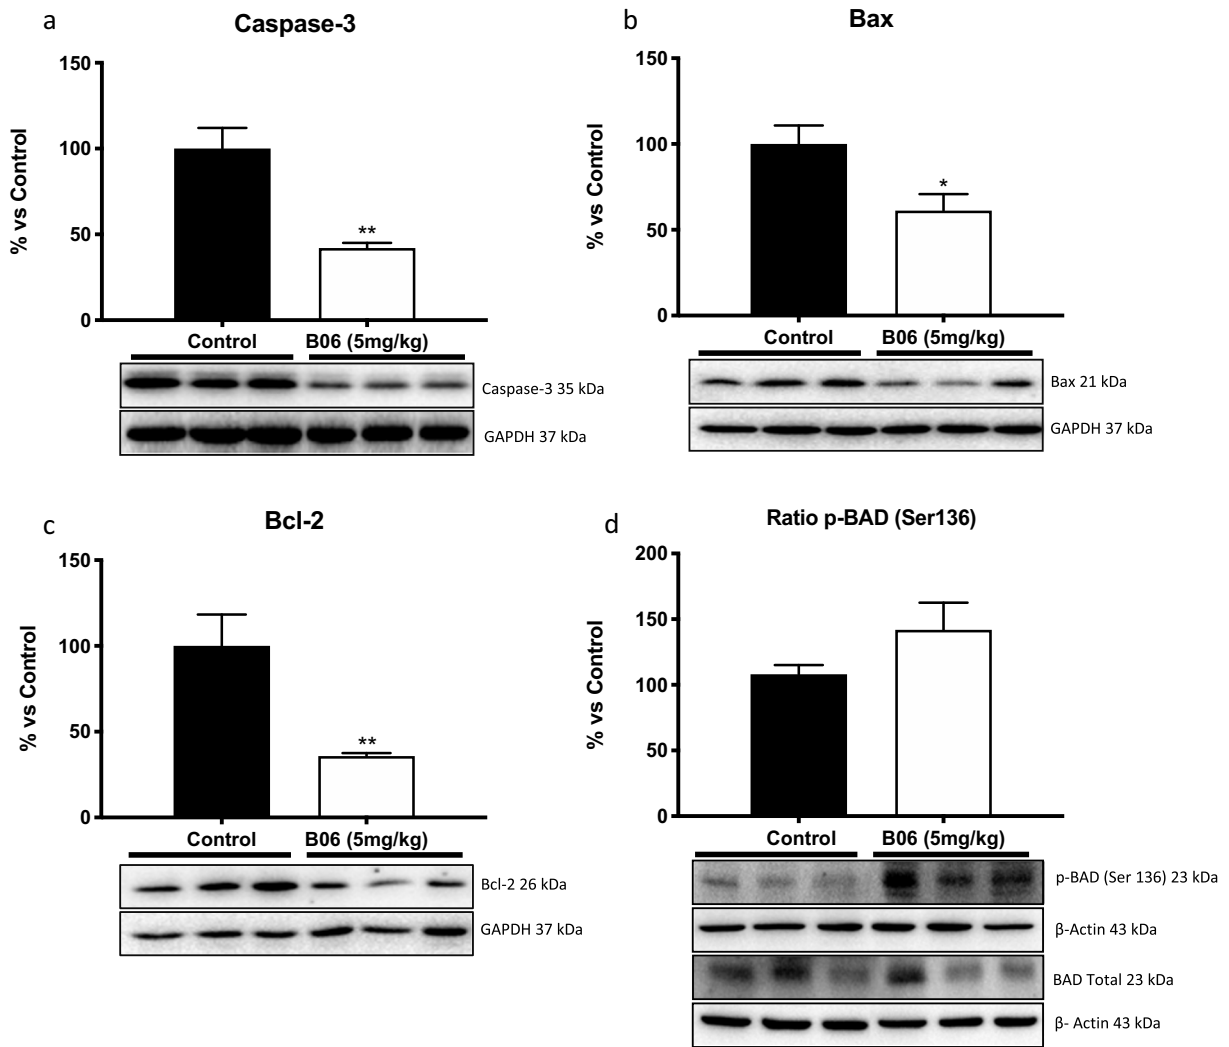 a
Caspase-3
150
100
50
0
% vs Control
**
Control
B06 (5mg/kg)
Caspase-3 35 kDa
GAPDH 37 kDa
b
Bax
150
100
50
0
% vs Control
*
Control
B06 (5mg/kg)
Bax 21 kDa
GAPDH 37 kDa
c
Bcl-2
150
100
50
0
% vs Control
**
Control
B06 (5mg/kg)
Bcl-2 26 kDa
GAPDH 37 kDa
d
Ratio p-BAD (Ser136)
200
150
100
50
0
% vs Control
Control
B06 (5mg/kg)
p-BAD (Ser 136) 23 kDa
β-Actin 43 kDa
BAD Total 23 kDa
β- Actin 43 kDa